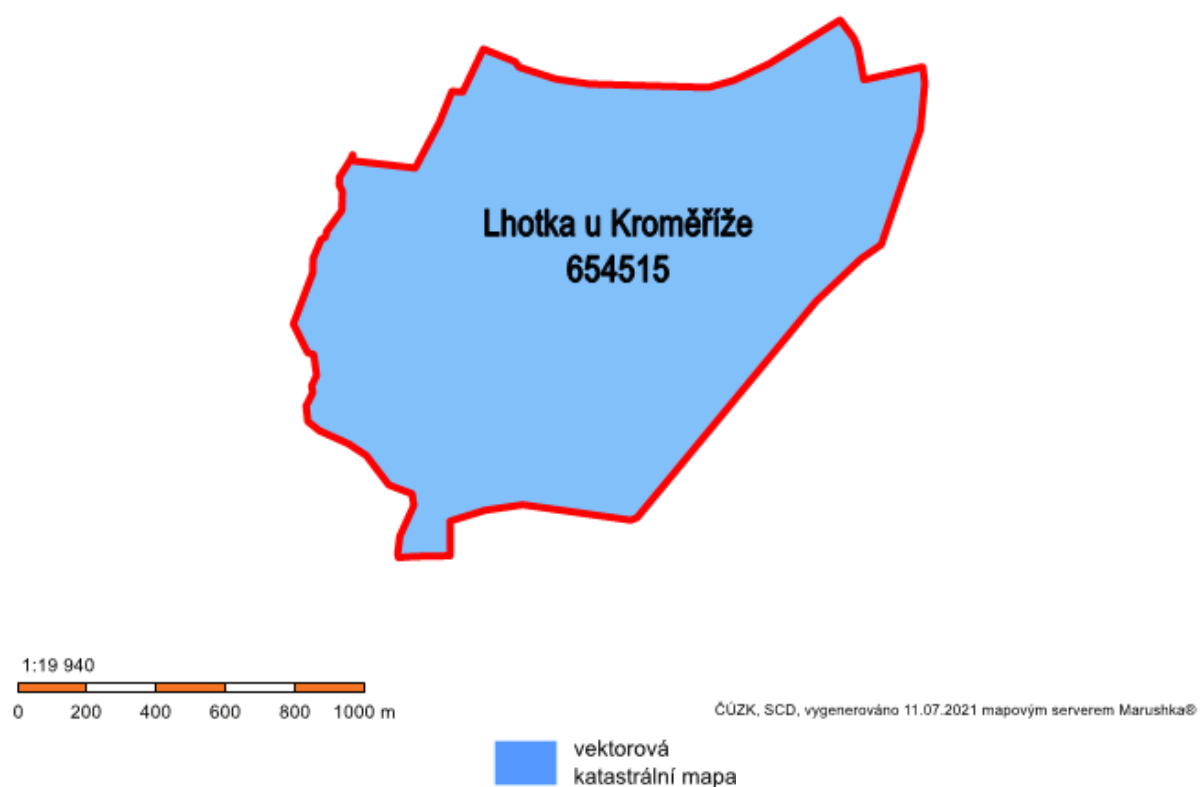 Lhotka u Kroměříže
654515
1:19 940
0 200 400 600 800 1000 m
ČÚZK, SCD, vygenerováno 11.07.2021 mapovým serverem Marushka®
vektorová
katastrální mapa